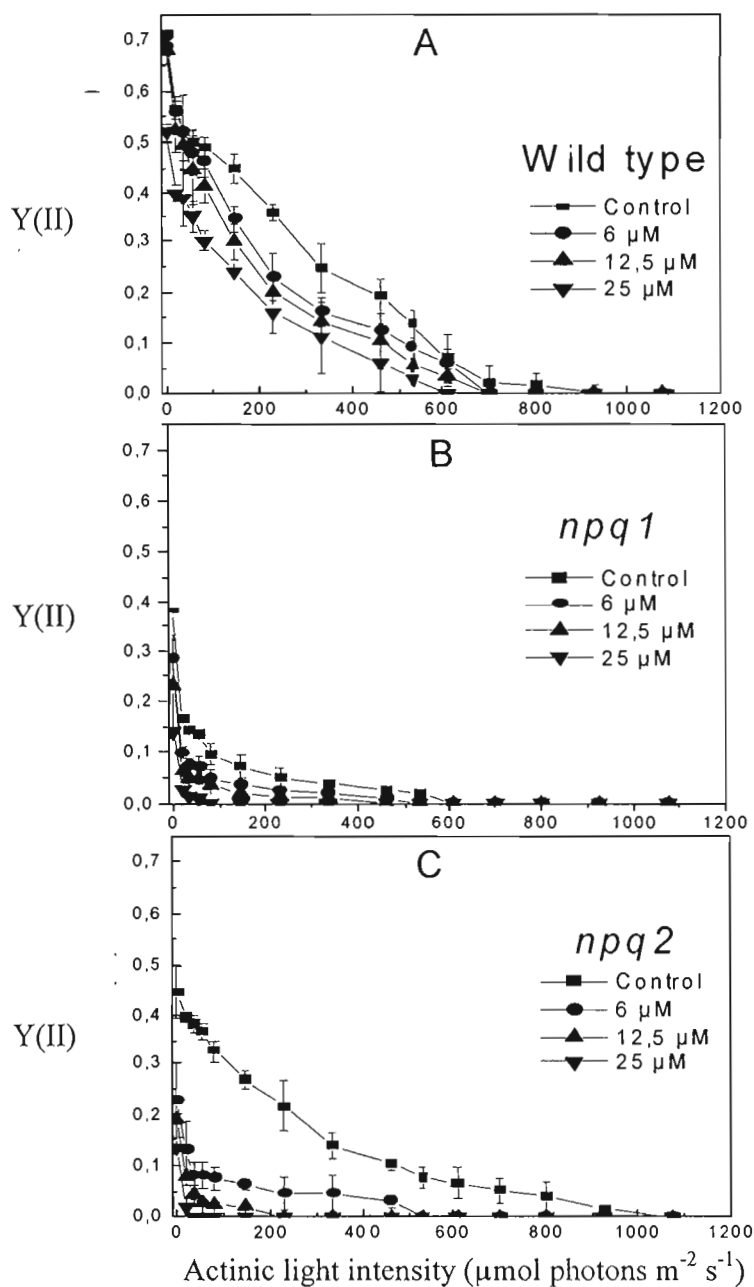 A
0,7
0,6
0,5
0,4
0,3
0,2
0,1
0,0
Y(II)
Wild type
Control
6 µM
12,5 µM
25 µM
0 200 400 600 800 1000 1200
B
0,7
0,6
0,5
0,4
0,3
0,2
0,1
0,0
Y(II)
npq1
Control
6 µM
12,5 µM
25 µM
0 200 400 600 800 1000 1200
C
0,7
0,6
0,5
0,4
0,3
0,2
0,1
0,0
Y(II)
npq2
Control
6 µM
12,5 µM
25 µM
0 200 400 600 800 1000 1200
Actinic light intensity (µmol photons m⁻² s⁻¹)